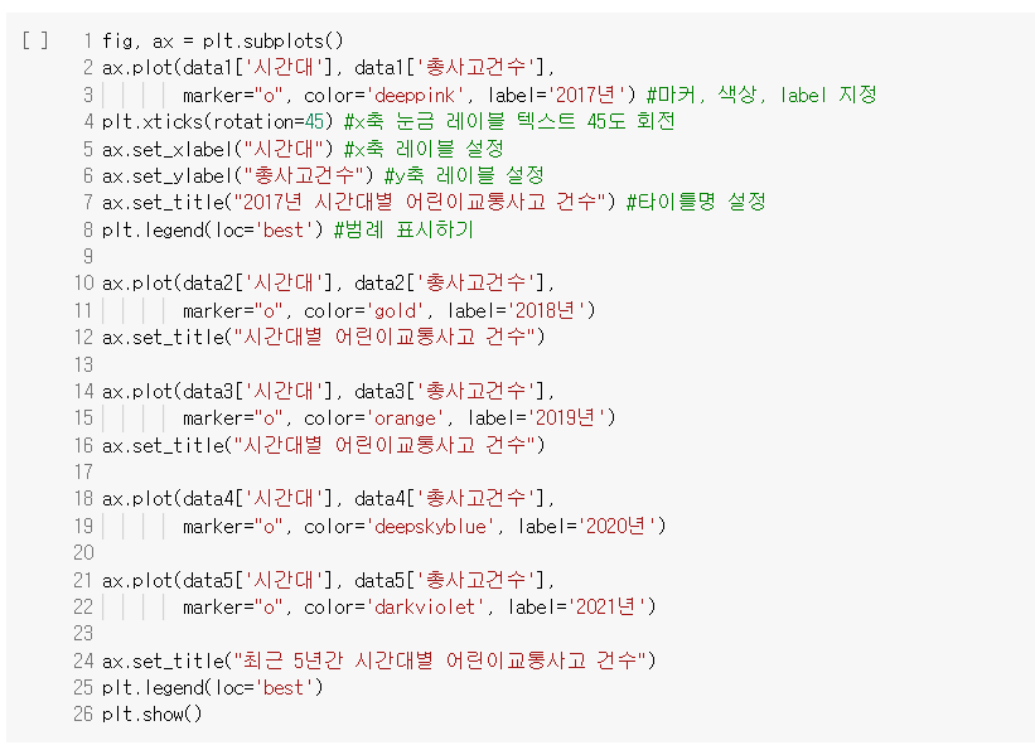 [ ] 1 fig, ax = plt.subplots()
2 ax.plot(data1['시간대'], data1['총사고건수'],
3 marker="o", color='deeppink', label='2017년') #마커, 색상, label 지정
4 plt.xticks(rotation=45) #x축 눈금 레이블 텍스트 45도 회전
5 ax.set_xlabel("시간대") #x축 레이블 설정
6 ax.set_ylabel("총사고건수") #y축 레이블 설정
7 ax.set_title("2017년 시간대별 어린이교통사고 건수") #타이틀명 설정
8 plt.legend(loc='best') #범례 표시하기
9
10 ax.plot(data2['시간대'], data2['총사고건수'],
11 marker="o", color='gold', label='2018년')
12 ax.set_title("시간대별 어린이교통사고 건수")
13
14 ax.plot(data3['시간대'], data3['총사고건수'],
15 marker="o", color='orange', label='2019년')
16 ax.set_title("시간대별 어린이교통사고 건수")
17
18 ax.plot(data4['시간대'], data4['총사고건수'],
19 marker="o", color='deepskyblue', label='2020년')
20
21 ax.plot(data5['시간대'], data5['총사고건수'],
22 marker="o", color='darkviolet', label='2021년')
23
24 ax.set_title("최근 5년간 시간대별 어린이교통사고 건수")
25 plt.legend(loc='best')
26 plt.show()